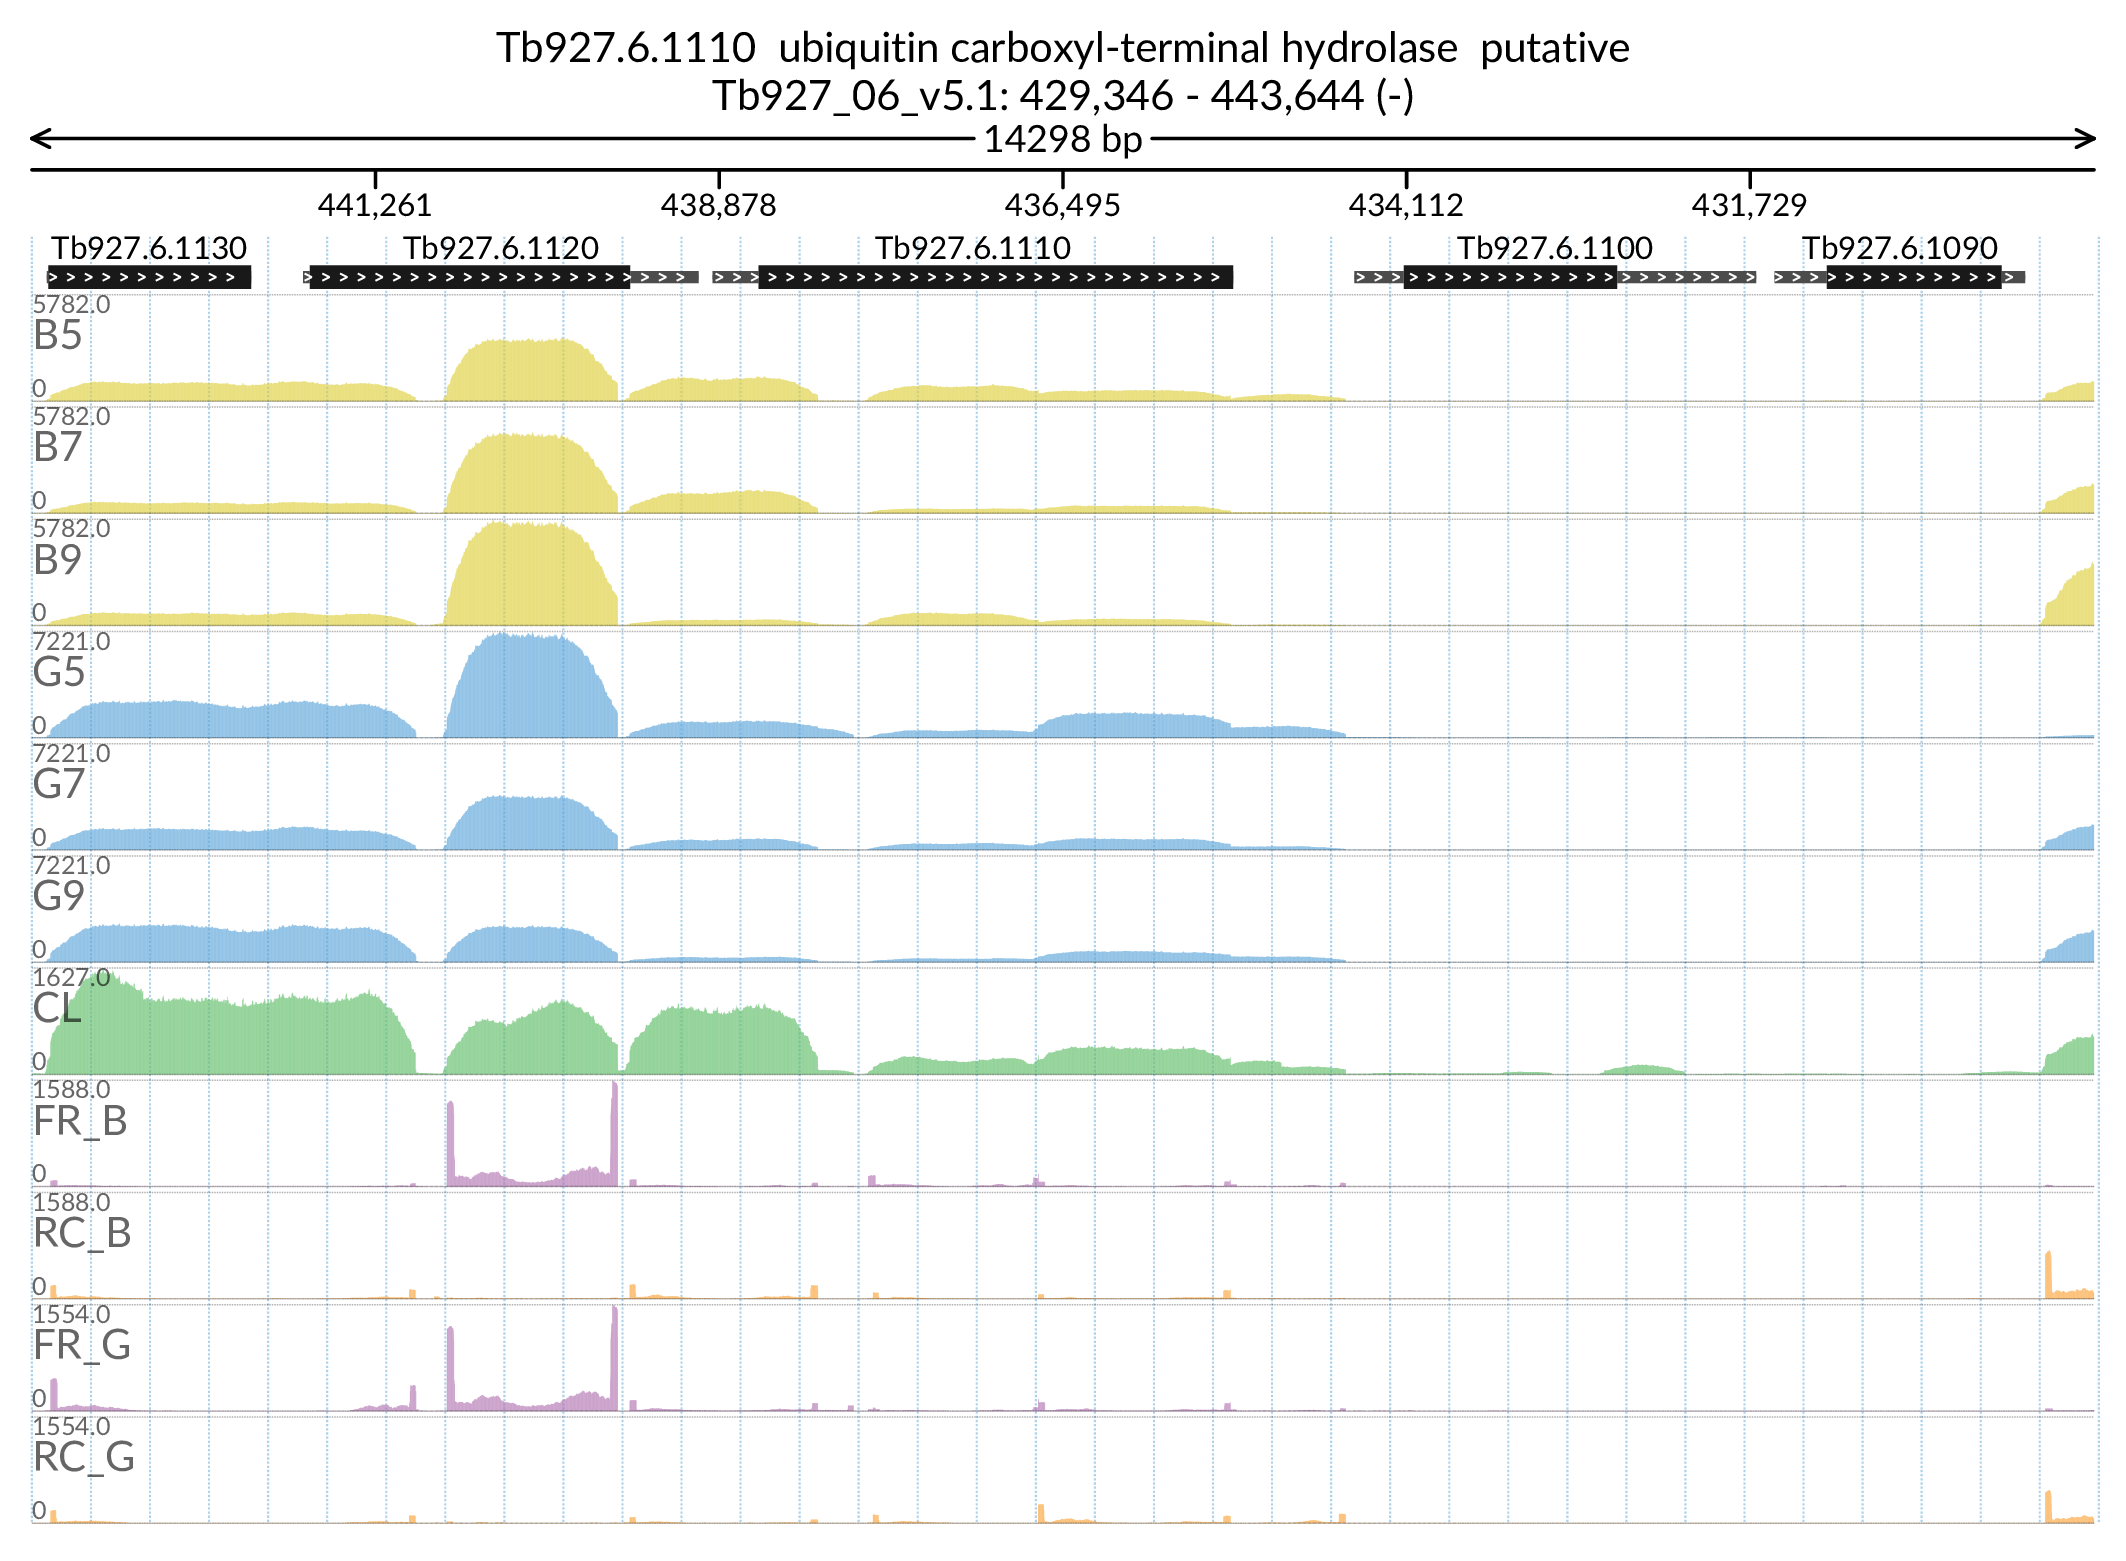 Tb927.6.1110  ubiquitin carboxyl-terminal hydrolase  putative
Tb927_06_v5.1: 429,346 - 443,644 (-)
14298 bp
441,261 438,878 436,495 434,112 431,729
Tb927.6.1130 Tb927.6.1120 Tb927.6.1110 Tb927.6.1100 Tb927.6.1090
5782.0
B5
0
5782.0
B7
0
5782.0
B9
0
7221.0
G5
0
7221.0
G7
0
7221.0
G9
0
1627.0
CL
0
1588.0
FR_B
0
1588.0
RC_B
0
1554.0
FR_G
0
1554.0
RC_G
0